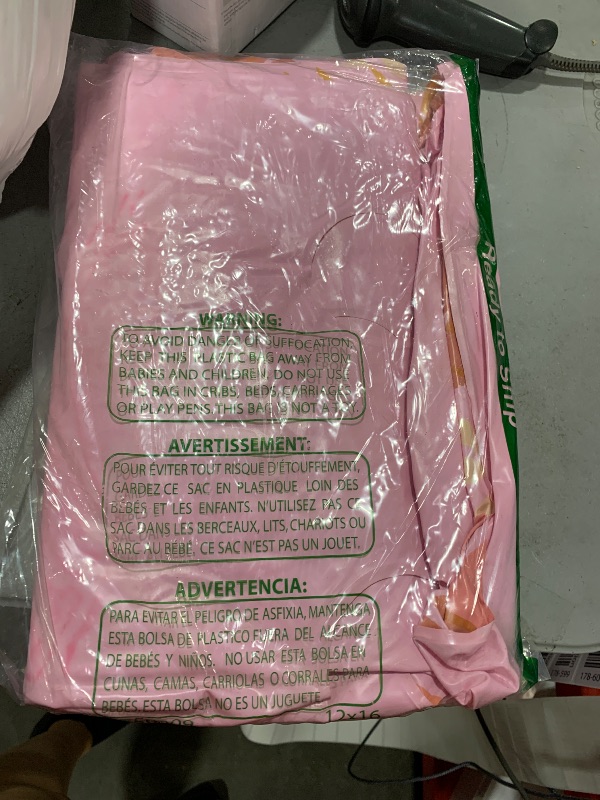 Ready to Ship
WARNING:
TO AVOID DANGER OF SUFFOCATION,
KEEP THIS PLASTIC BAG AWAY FROM
BABIES AND CHILDREN. DO NOT USE
THIS BAG IN CRIBS, BEDS, CARRIAGES
OR PLAY PENS. THIS BAG IS NOT A TOY.
AVERTISSEMENT:
POUR ÉVITER TOUT RISQUE D'ÉTOUFFEMENT,
GARDEZ CE SAC EN PLASTIQUE LOIN DES
BÉBÉS ET LES ENFANTS. N'UTILISEZ PAS CE
SAC DANS LES BERCEAUX, LITS, CHARIOTS OU
PARC AU BÉBÉ. CE SAC N'EST PAS UN JOUET.
ADVERTENCIA:
PARA EVITAR EL PELIGRO DE ASFIXIA, MANTENGA
ESTA BOLSA DE PLASTICO FUERA DEL ALCANCE
DE BEBÉS Y NIÑOS. NO USAR ESTA BOLSA EN
CUNAS, CAMAS, CARRIOLAS O CORRALES PARA
BEBÉS. ESTA BOLSA NO ES UN JUGUETE.
12x16